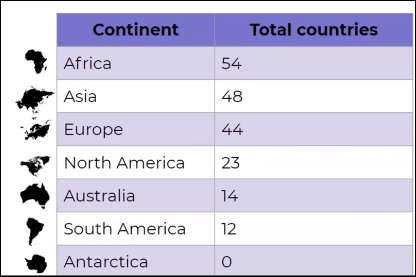 Continent Total countries
Africa 54
Asia 48
Europe 44
North America 23
Australia 14
South America 12
Antarctica 0